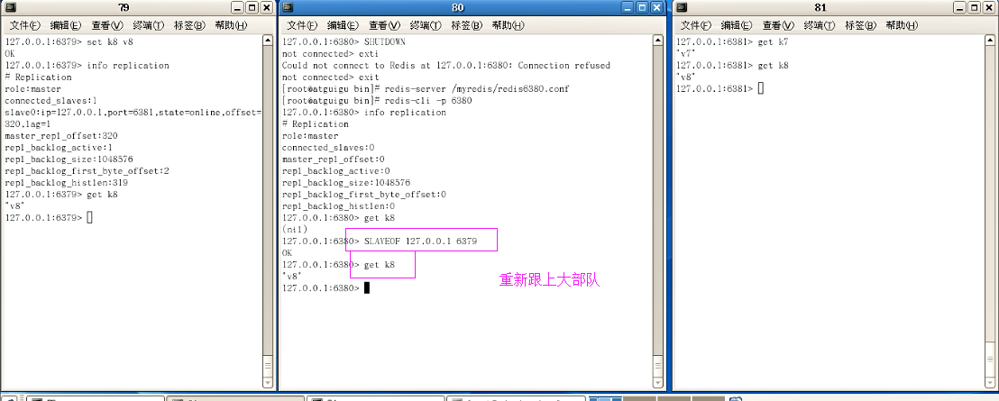 79
文件(F) 编辑(E) 查看(V) 终端(T) 标签(B) 帮助(H)
127.0.0.1:6379> set k8 v8
OK
127.0.0.1:6379> info replication
# Replication
role:master
connected_slaves:1
slave0:ip=127.0.0.1,port=6381,state=online,offset=
320,lag=1
master_repl_offset:320
repl_backlog_active:1
repl_backlog_size:1048576
repl_backlog_first_byte_offset:2
repl_backlog_histlen:319
127.0.0.1:6379> get k8
"v8"
127.0.0.1:6379>
80
文件(F) 编辑(E) 查看(V) 终端(T) 标签(B) 帮助(H)
127.0.0.1:6380> SHUTDOWN
not connected> exti
Could not connect to Redis at 127.0.0.1:6380: Connection refused
not connected> exit
[root@atguigu bin]# redis-server /myredis/redis6380.conf
[root@atguigu bin]# redis-cli -p 6380
127.0.0.1:6380> info replication
# Replication
role:master
connected_slaves:0
master_repl_offset:0
repl_backlog_active:0
repl_backlog_size:1048576
repl_backlog_first_byte_offset:0
repl_backlog_histlen:0
127.0.0.1:6380> get k8
(nil)
127.0.0.1:6380> SLAVEOF 127.0.0.1 6379
OK
127.0.0.1:6380> get k8
"v8"
127.0.0.1:6380>
重新跟上大部队
81
文件(F) 编辑(E) 查看(V) 终端(T) 标签(B) 帮助(H)
127.0.0.1:6381> get k7
"v7"
127.0.0.1:6381> get k8
"v8"
127.0.0.1:6381>